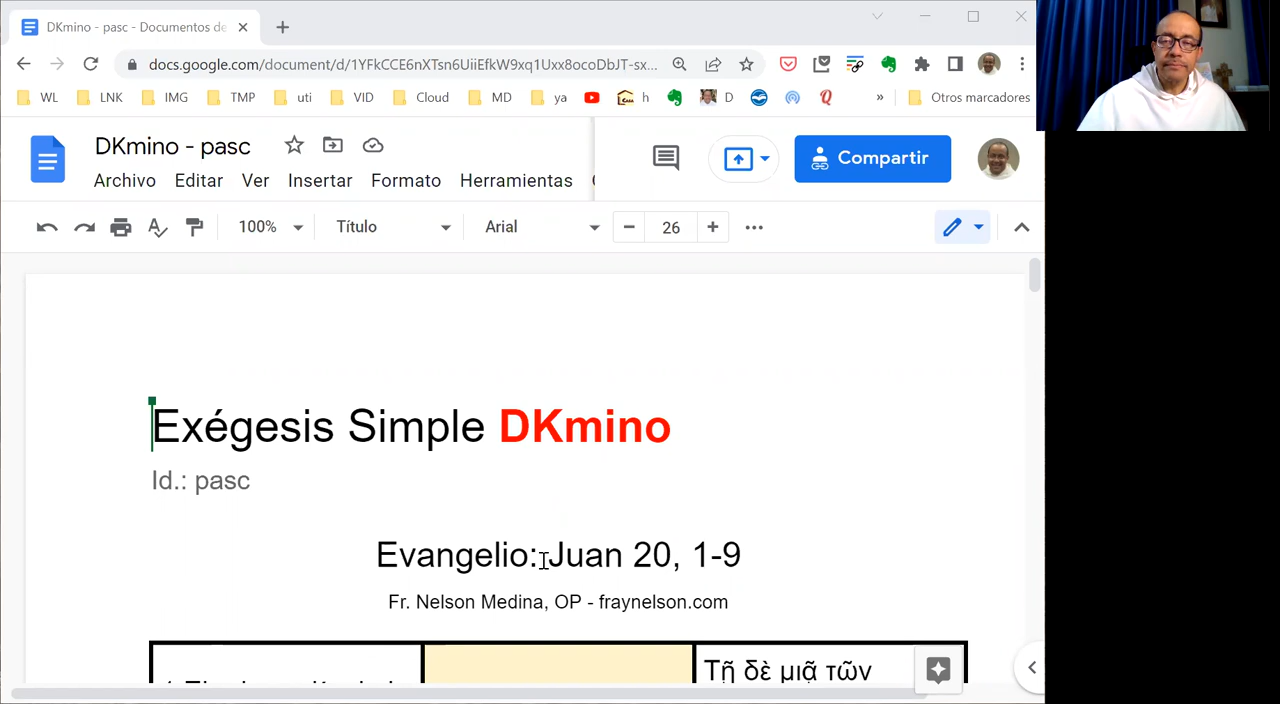 DKmino - pasc - Documentos de
docs.google.com/document/d/1YFkCCE6nXTsn6UliEfkW9xq1Uxx8ocoDbJT-sx...
WL LNK IMG TMP uti VID Cloud MD ya h D » Otros marcadores
DKmino - pasc
Archivo Editar Ver Insertar Formato Herramientas
Compartir
100% Título Arial 26
Exégesis Simple DKmino
Id.: pasc
Evangelio: Juan 20, 1-9
Fr. Nelson Medina, OP - fraynelson.com
Τῇ δὲ μιᾷ τῶν